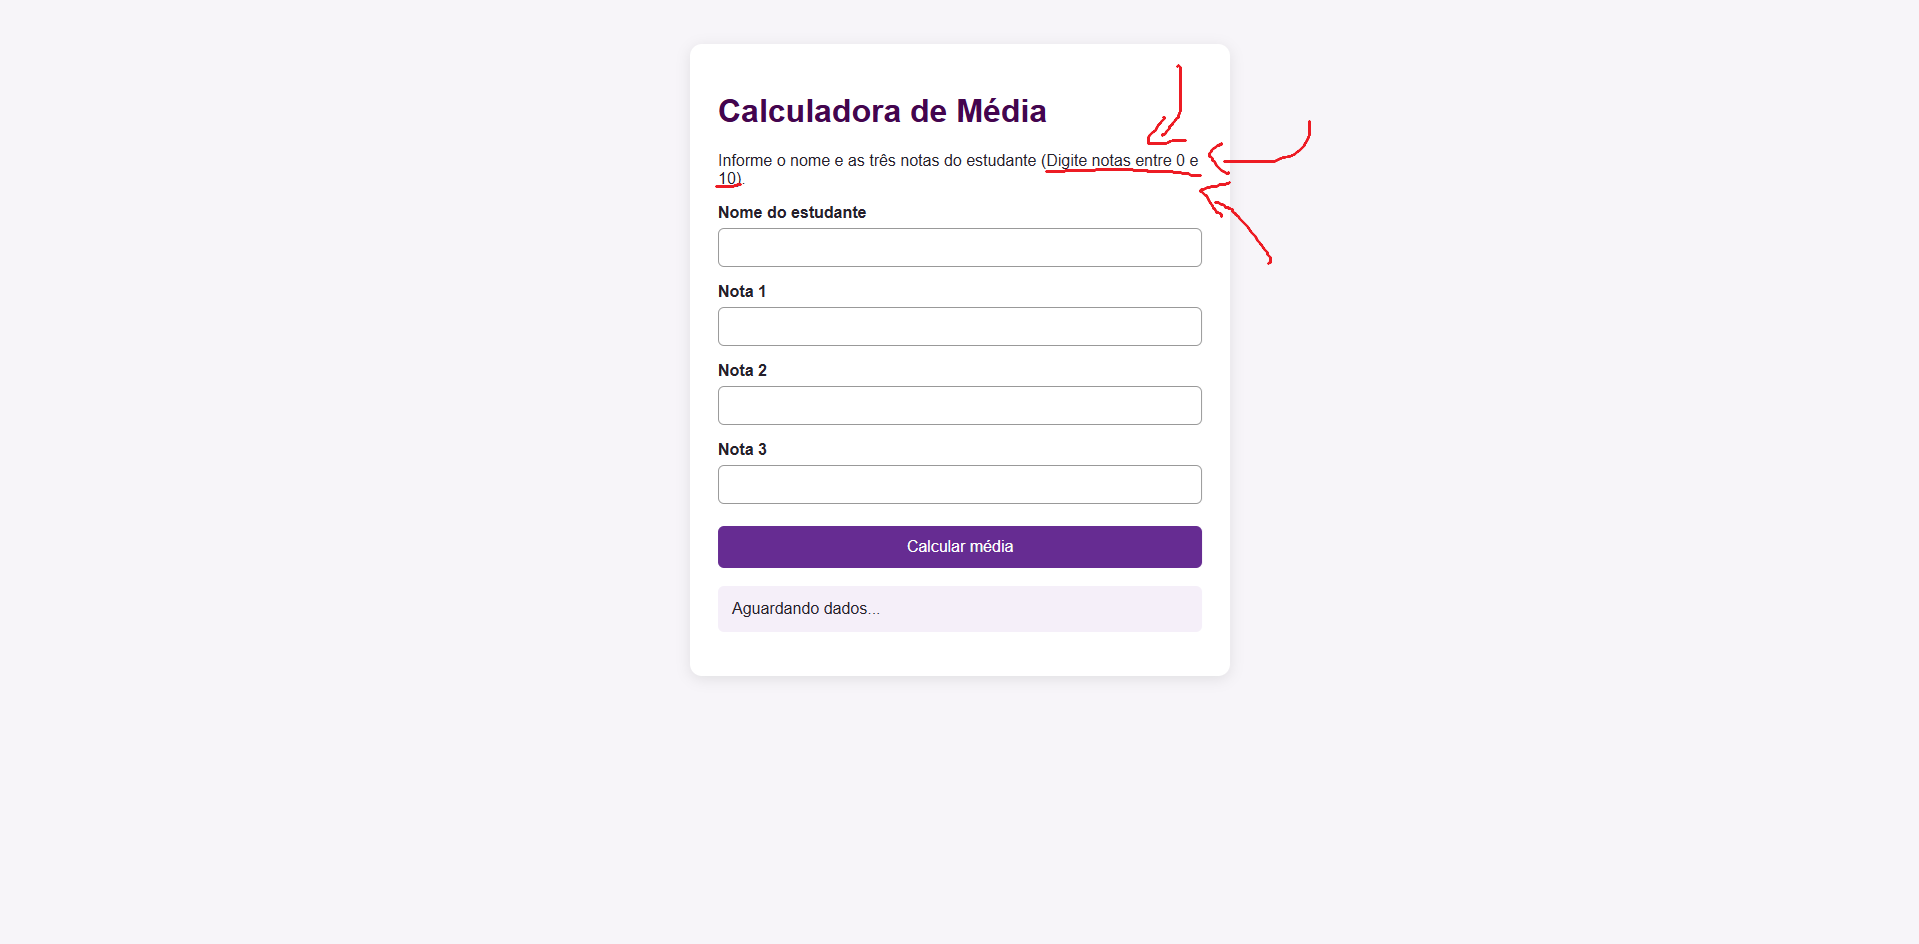 Calculadora de Média
Informe o nome e as três notas do estudante (Digite notas entre 0 e
10).
Nome do estudante
Nota 1
Nota 2
Nota 3
Calcular média
Aguardando dados...